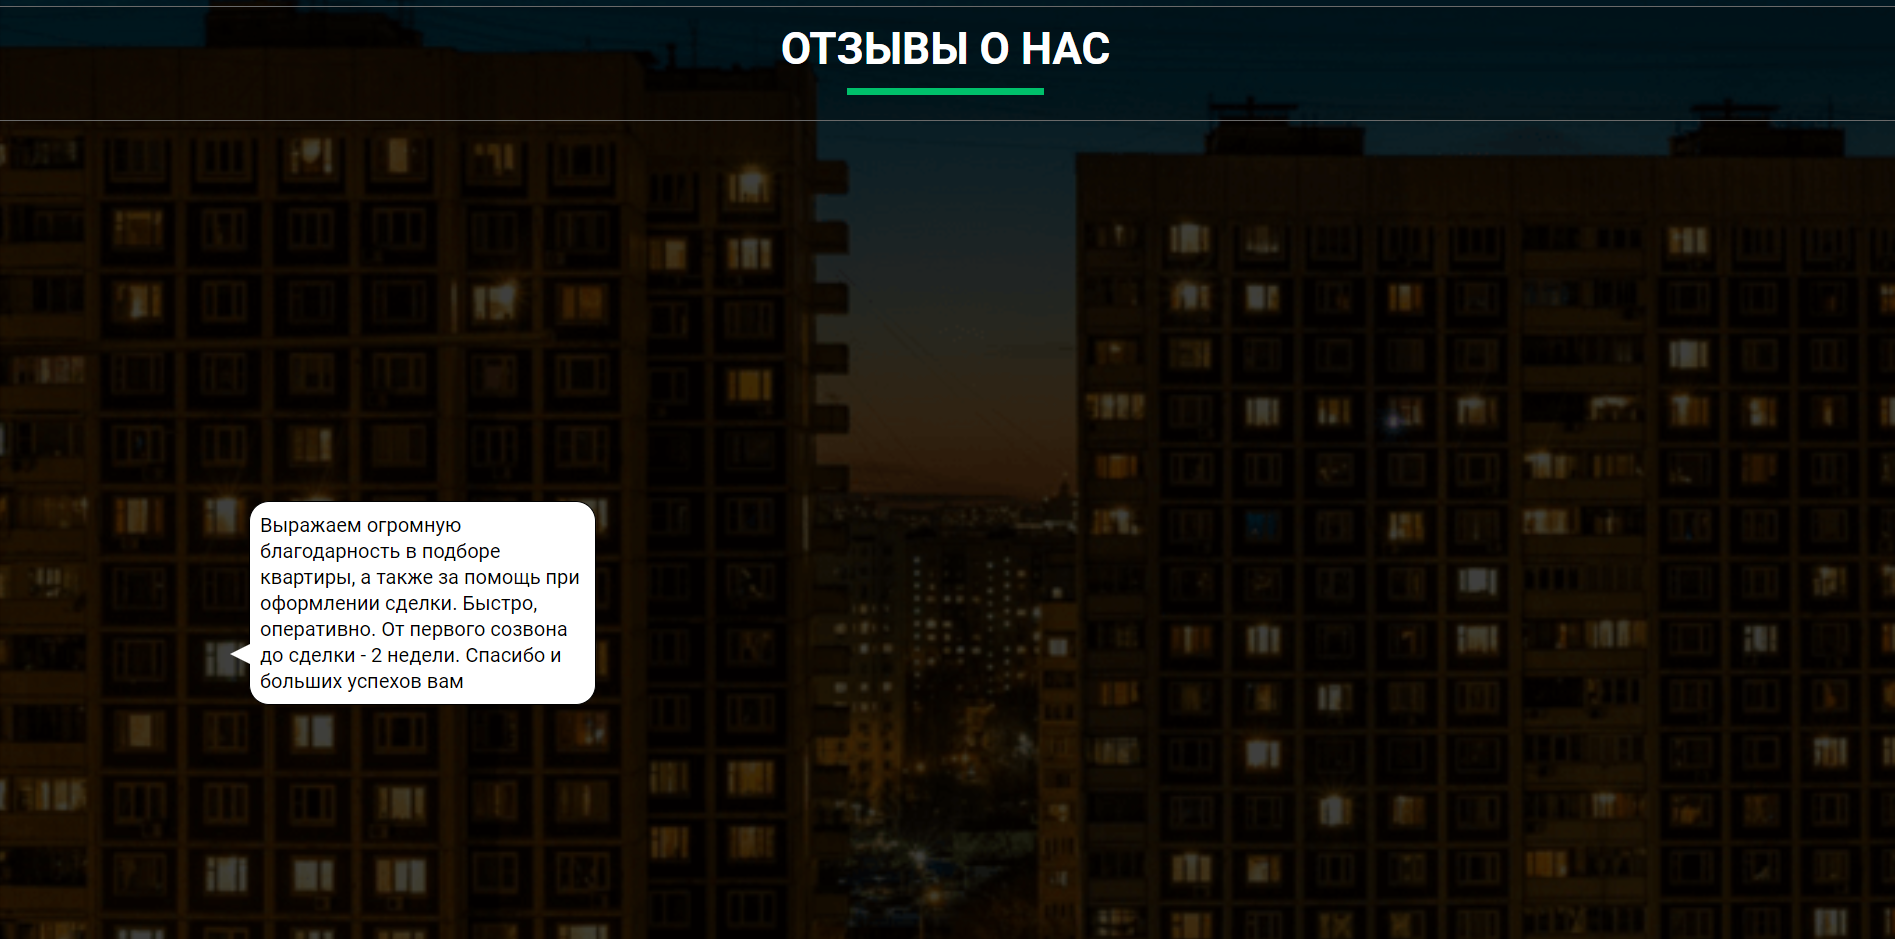 ОТЗЫВЫ О НАС
Выражаем огромную
благодарность в подборе
квартиры, а также за помощь при
оформлении сделки. Быстро,
оперативно. От первого созвона
до сделки - 2 недели. Спасибо и
больших успехов вам